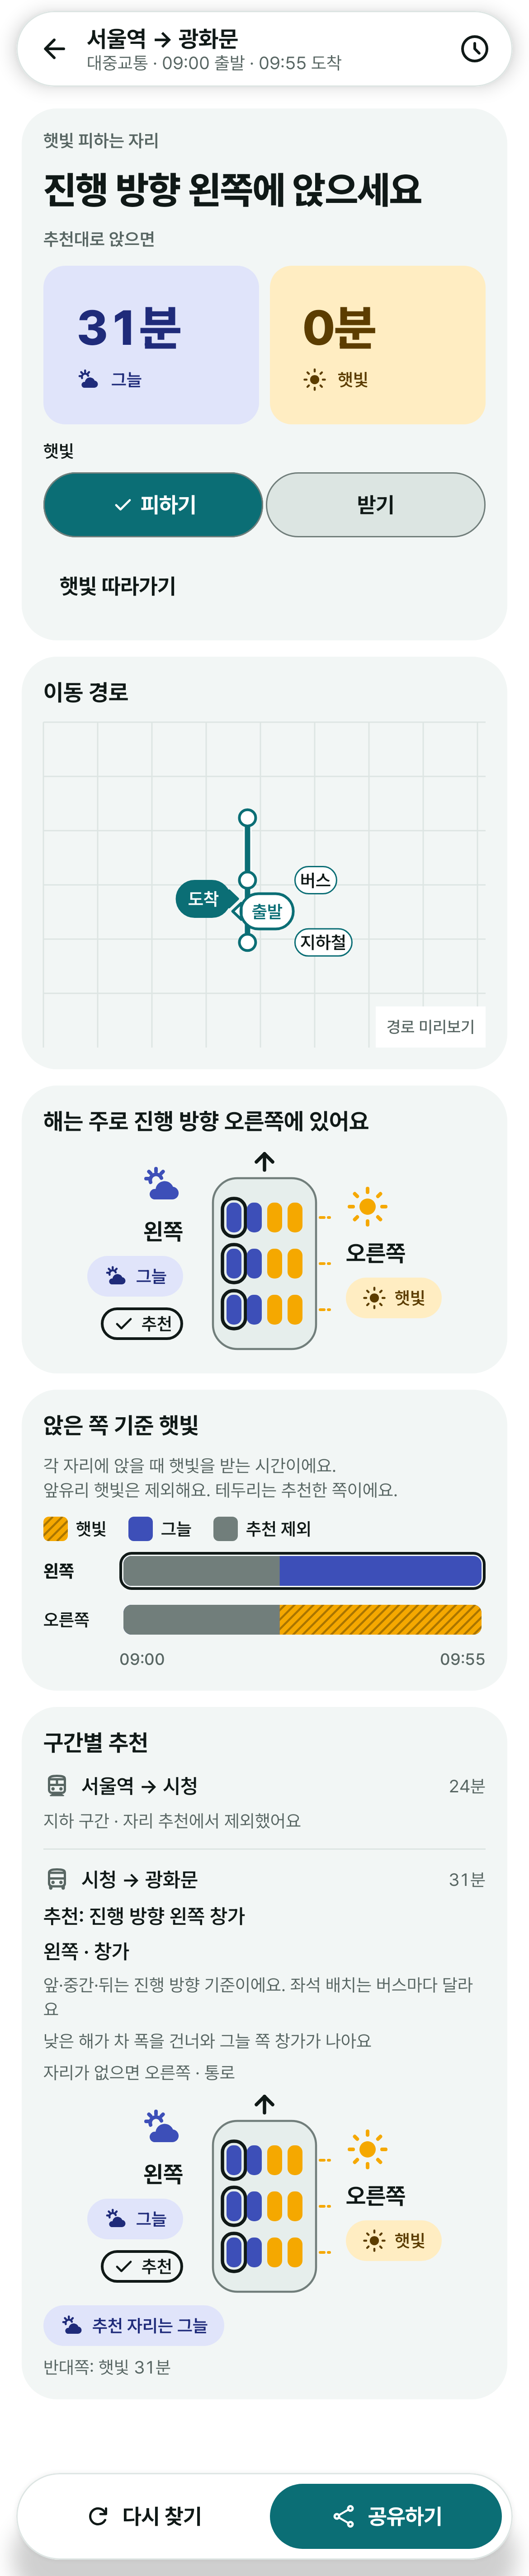 서울역 → 광화문
대중교통 · 09:00 출발 · 09:55 도착
햇빛 피하는 자리
진행 방향 왼쪽에 앉으세요
추천대로 앉으면
31분
그늘
0분
햇빛
햇빛
피하기
받기
햇빛 따라가기
이동 경로
버스
도착
출발
지하철
경로 미리보기
해는 주로 진행 방향 오른쪽에 있어요
왼쪽
그늘
추천
오른쪽
햇빛
앉은 쪽 기준 햇빛
각 자리에 앉을 때 햇빛을 받는 시간이에요.
앞유리 햇빛은 제외해요. 테두리는 추천한 쪽이에요.
햇빛 그늘 추천 제외
왼쪽
오른쪽
09:00 09:55
구간별 추천
서울역 → 시청 24분
지하 구간 · 자리 추천에서 제외했어요
시청 → 광화문 31분
추천: 진행 방향 왼쪽 창가
왼쪽 · 창가
앞·중간·뒤는 진행 방향 기준이에요. 좌석 배치는 버스마다 달라
요
낮은 해가 차 폭을 건너와 그늘 쪽 창가가 나아요
자리가 없으면 오른쪽 · 통로
왼쪽
그늘
추천
오른쪽
햇빛
추천 자리는 그늘
반대쪽: 햇빛 31분
다시 찾기
공유하기